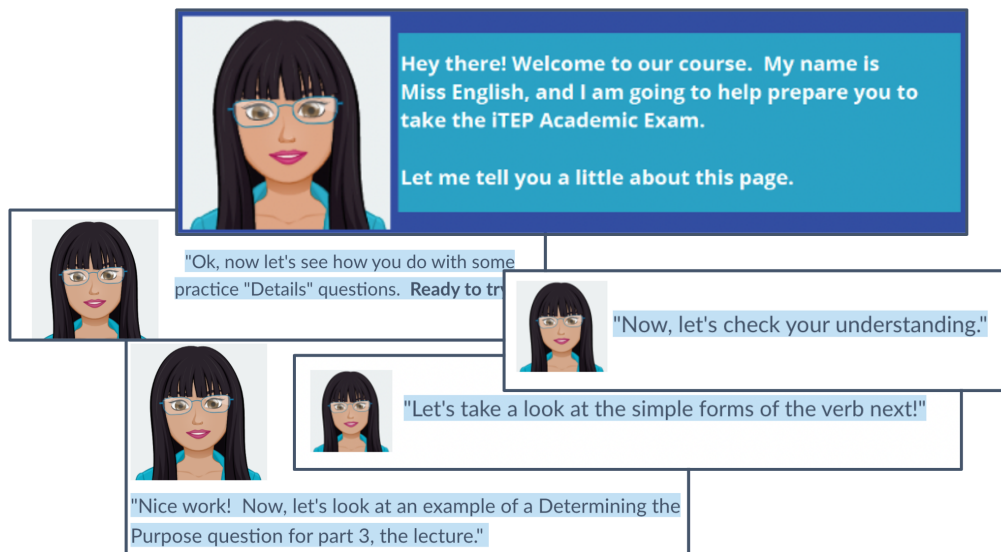 Hey there! Welcome to our course.  My name is
Miss English, and I am going to help prepare you to
take the iTEP Academic Exam.
Let me tell you a little about this page.
"Ok, now let's see how you do with some
practice "Details" questions.  Ready to try
"Now, let's check your understanding."
"Let's take a look at the simple forms of the verb next!"
"Nice work!  Now, let's look at an example of a Determining the
Purpose question for part 3, the lecture."